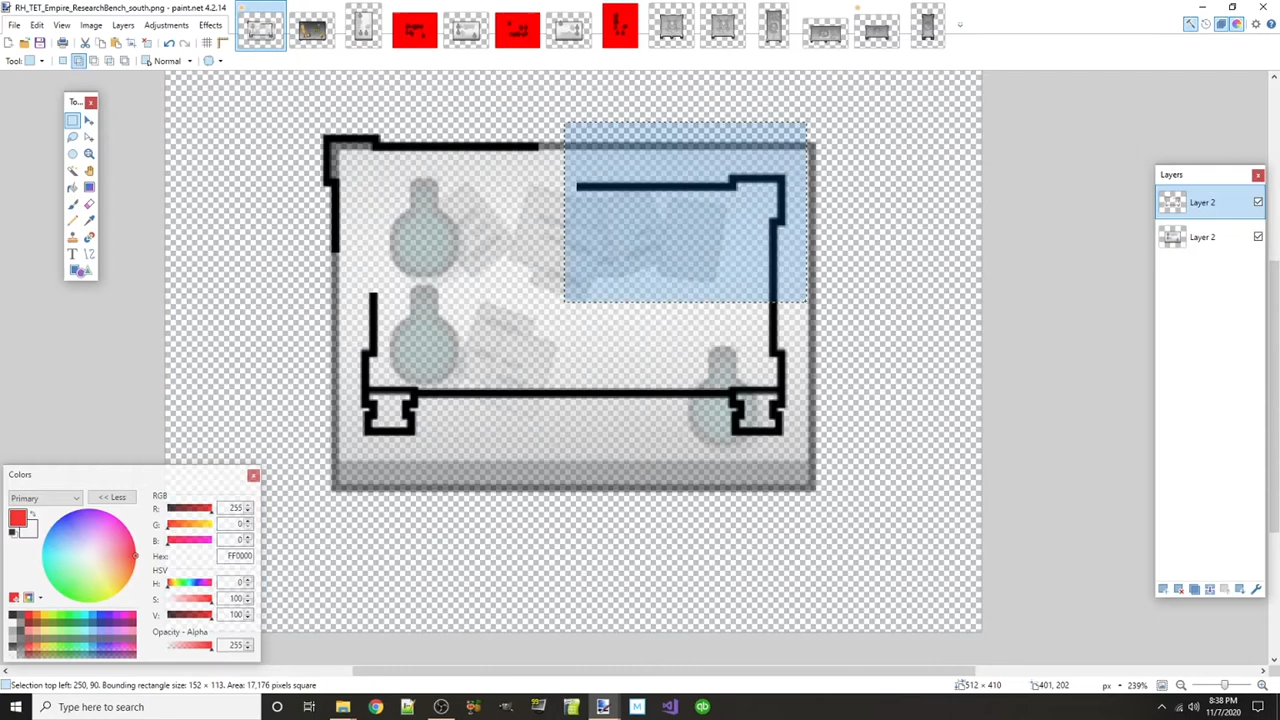 RH_TET_Empire_ResearchBench_south.png - paint.net 4.2.14
File Edit View Image Layers Adjustments Effects
Tool: Normal
To...
Layers
Layer 2
Layer 2
Colors
Primary
<< Less
RGB
R: 255
G: 0
B: 0
Hex: FF0000
HSV
H: 0
S: 100
V: 100
Opacity - Alpha
255
Selection top left: 250, 90. Bounding rectangle size: 152 × 113. Area: 17,176 pixels square
512 × 410
401, 202
px
239%
Type here to search
8:38 PM
11/7/2020